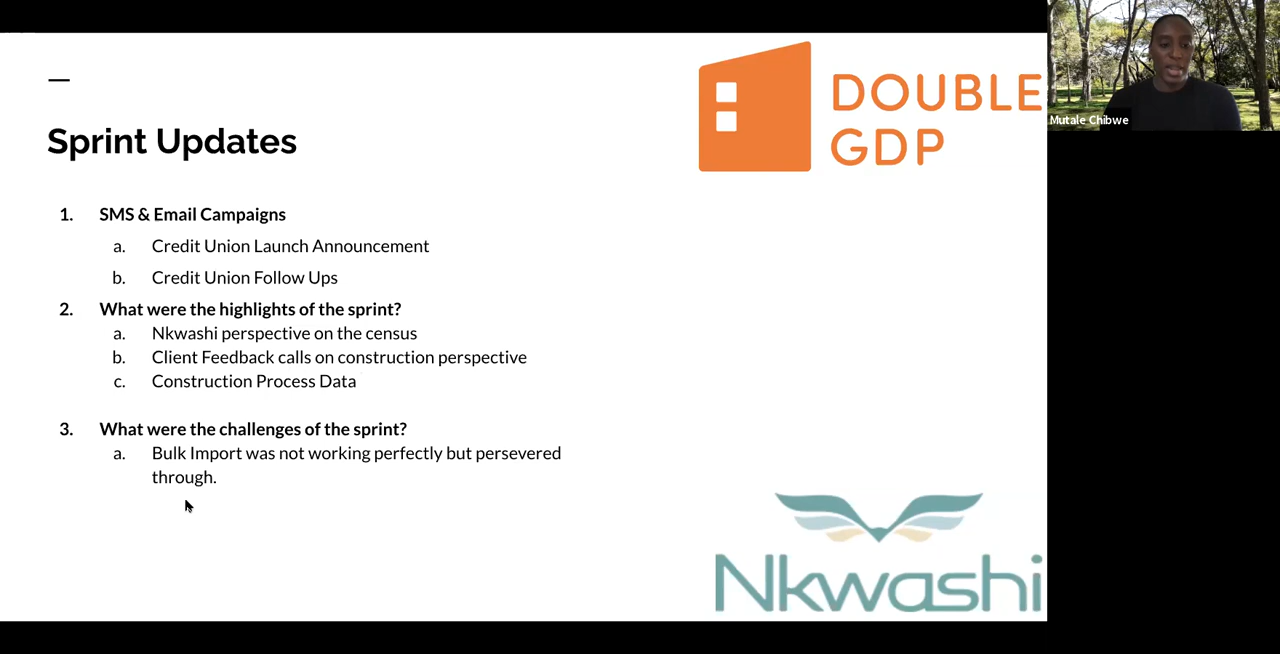 DOUBLE
GDP
Mutale Chibwe
Sprint Updates
1. SMS & Email Campaigns
a. Credit Union Launch Announcement
b. Credit Union Follow Ups
2. What were the highlights of the sprint?
a. Nkwashi perspective on the census
b. Client Feedback calls on construction perspective
c. Construction Process Data
3. What were the challenges of the sprint?
a. Bulk Import was not working perfectly but persevered
through.
Nkwashi